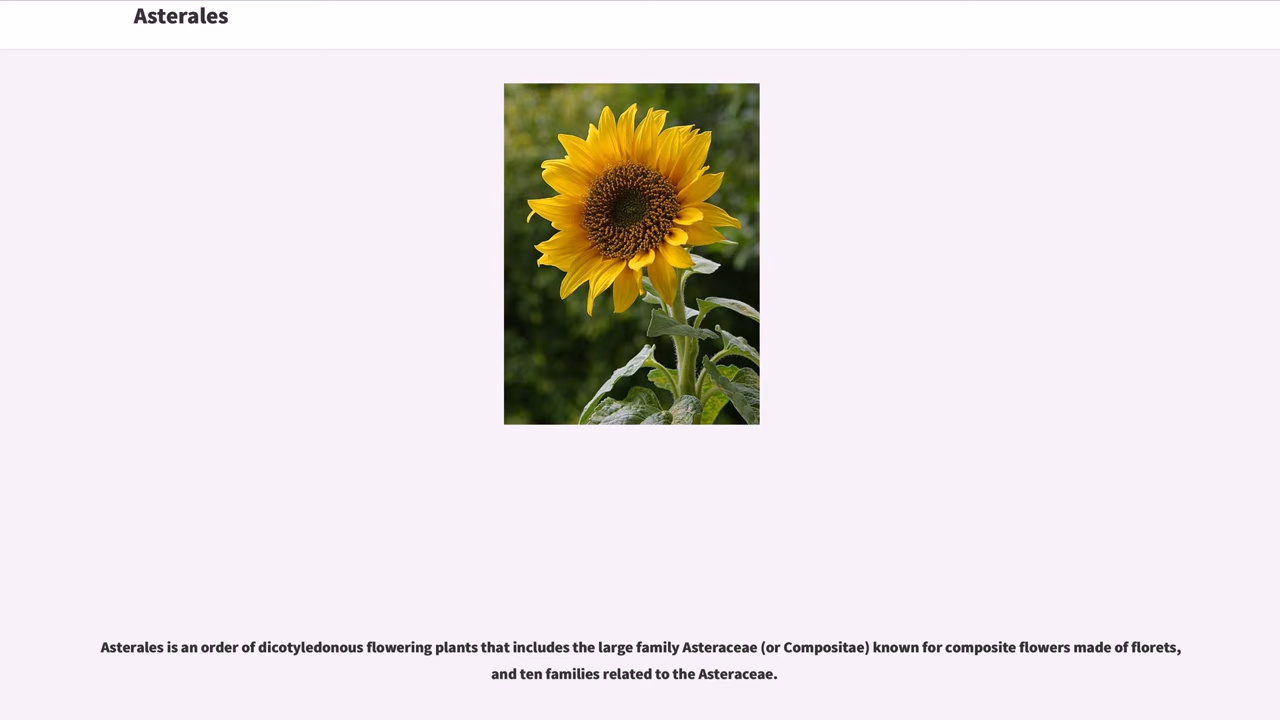 Asterales
Asterales is an order of dicotyledonous flowering plants that includes the large family Asteraceae (or Compositae) known for composite flowers made of florets,
and ten families related to the Asteraceae.